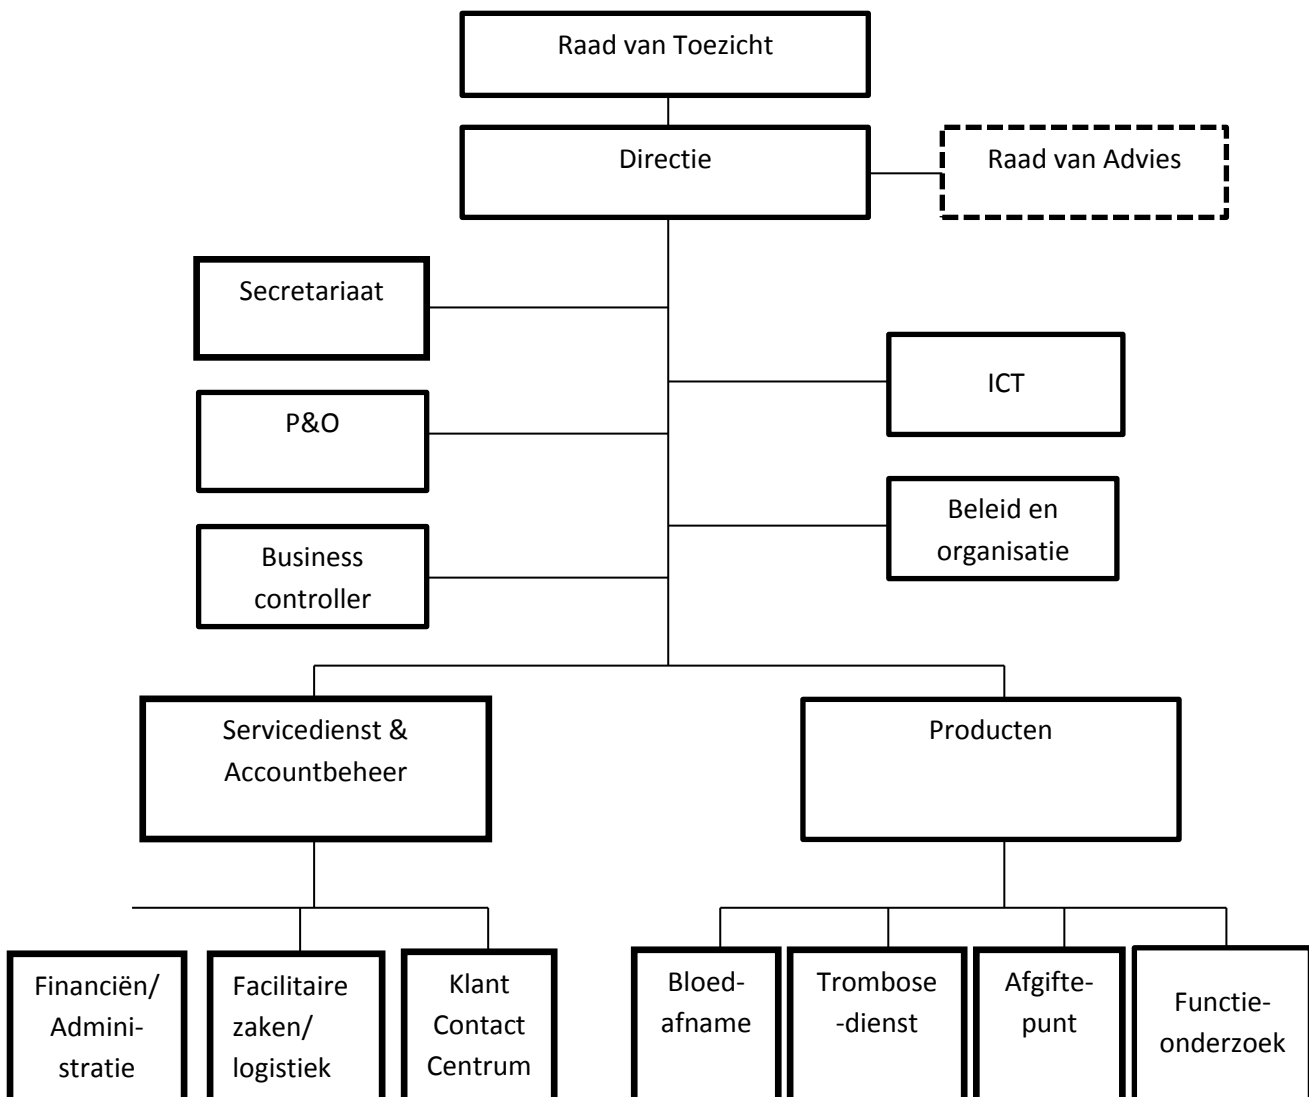 Raad van Toezicht
Directie
Raad van Advies
Secretariaat
ICT
P&O
Beleid en
organisatie
Business
controller
Servicedienst &
Accountbeheer
Producten
Financiën/
Admini-
stratie
Facilitaire
zaken/
logistiek
Klant
Contact
Centrum
Bloed-
afname
Trombose
-dienst
Afgifte-
punt
Functie-
onderzoek